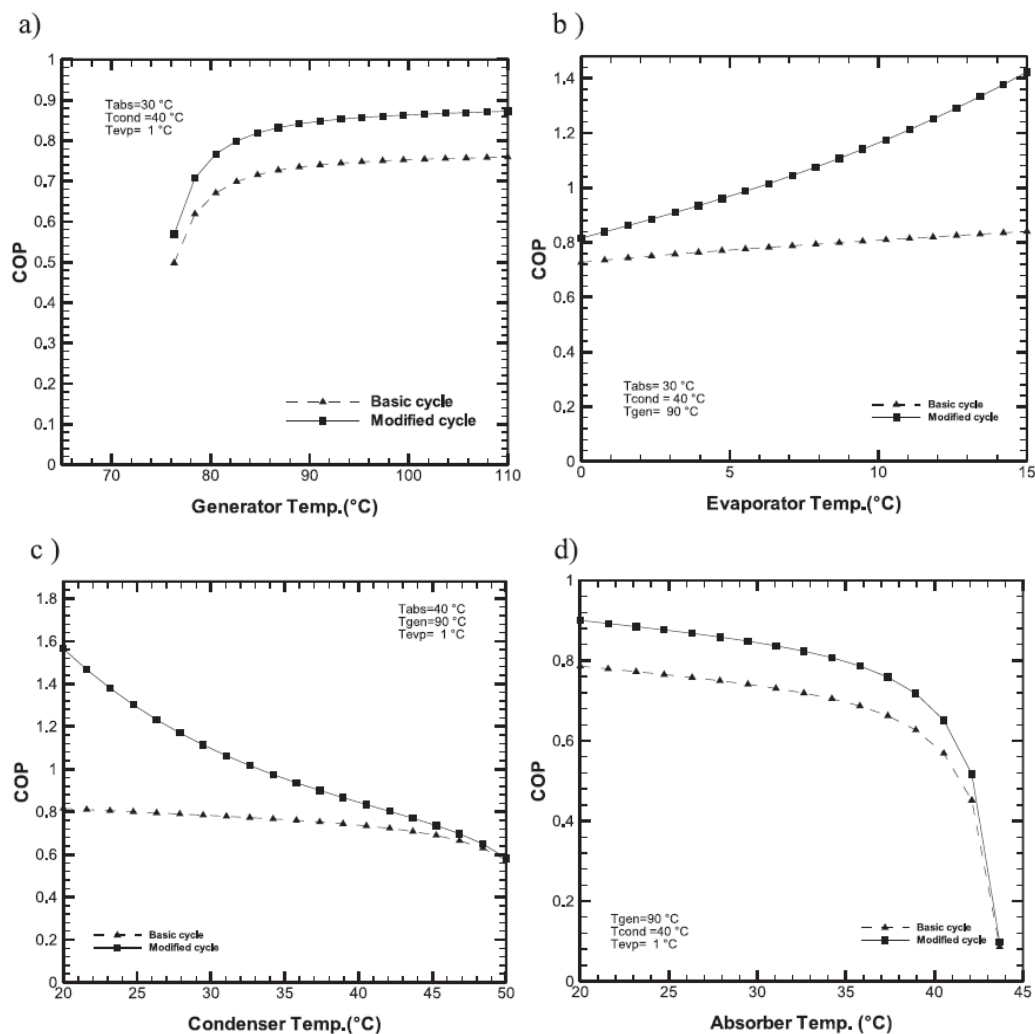 a)
1
0.9
0.8
0.7
0.6
0.5
0.4
0.3
0.2
0.1
0
COP
Tabs=30 °C
Tcond =40 °C
Tevp= 1 °C
Basic cycle
Modified cycle
70
80
90
100
110
Generator Temp.(°C)
b )
1.4
1.2
1
0.8
0.6
0.4
0.2
0
COP
Tabs= 30 °C
Tcond = 40 °C
Tgen= 90 °C
Basic cycle
Modified cycle
0
5
10
15
Evaporator Temp.(°C)
c )
1.8
1.6
1.4
1.2
1
0.8
0.6
0.4
0.2
0
COP
Tabs=40 °C
Tgen=90 °C
Tevp= 1 °C
Basic cycle
Modified cycle
20
25
30
35
40
45
50
Condenser Temp.(°C)
d)
1
0.8
0.6
0.4
0.2
0
COP
Tgen=90 °C
Tcond=40 °C
Tevp= 1 °C
Basic cycle
Modified cycle
20
25
30
35
40
45
Absorber Temp.(°C)